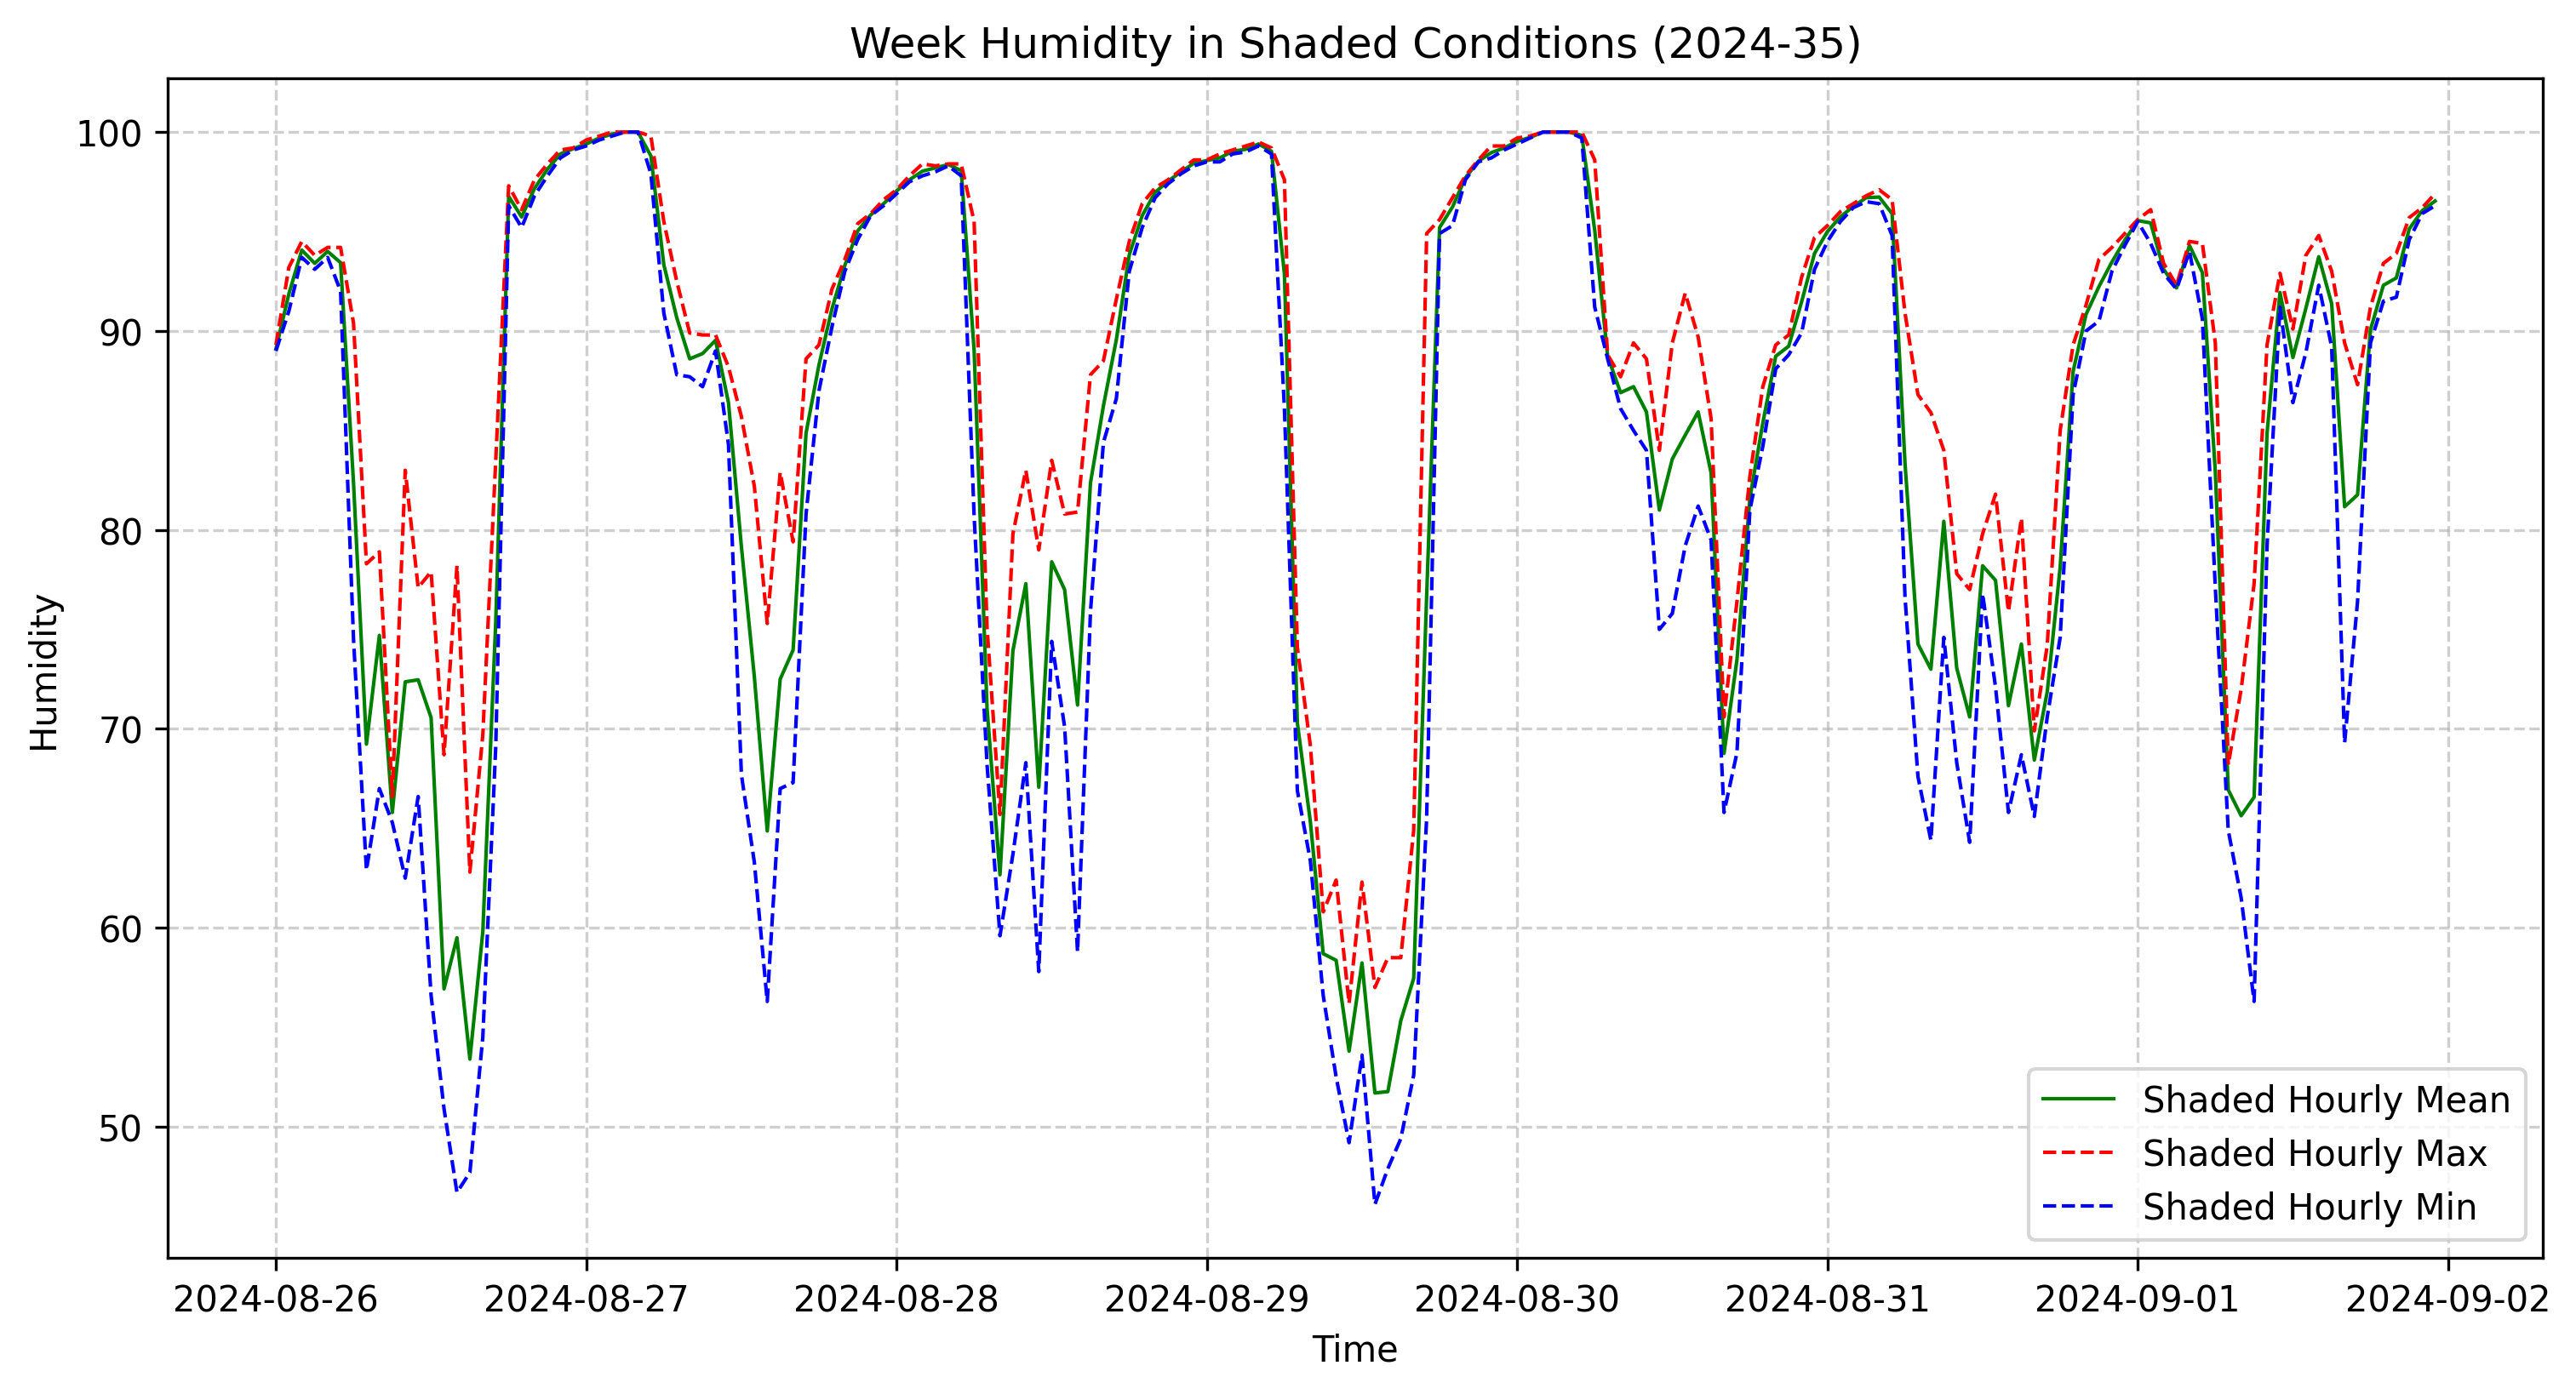 Week Humidity in Shaded Conditions (2024-35)
100
90
80
70
60
50
Humidity
Shaded Hourly Mean
Shaded Hourly Max
Shaded Hourly Min
2024-08-26 2024-08-27 2024-08-28 2024-08-29 2024-08-30 2024-08-31 2024-09-01 2024-09-02
Time